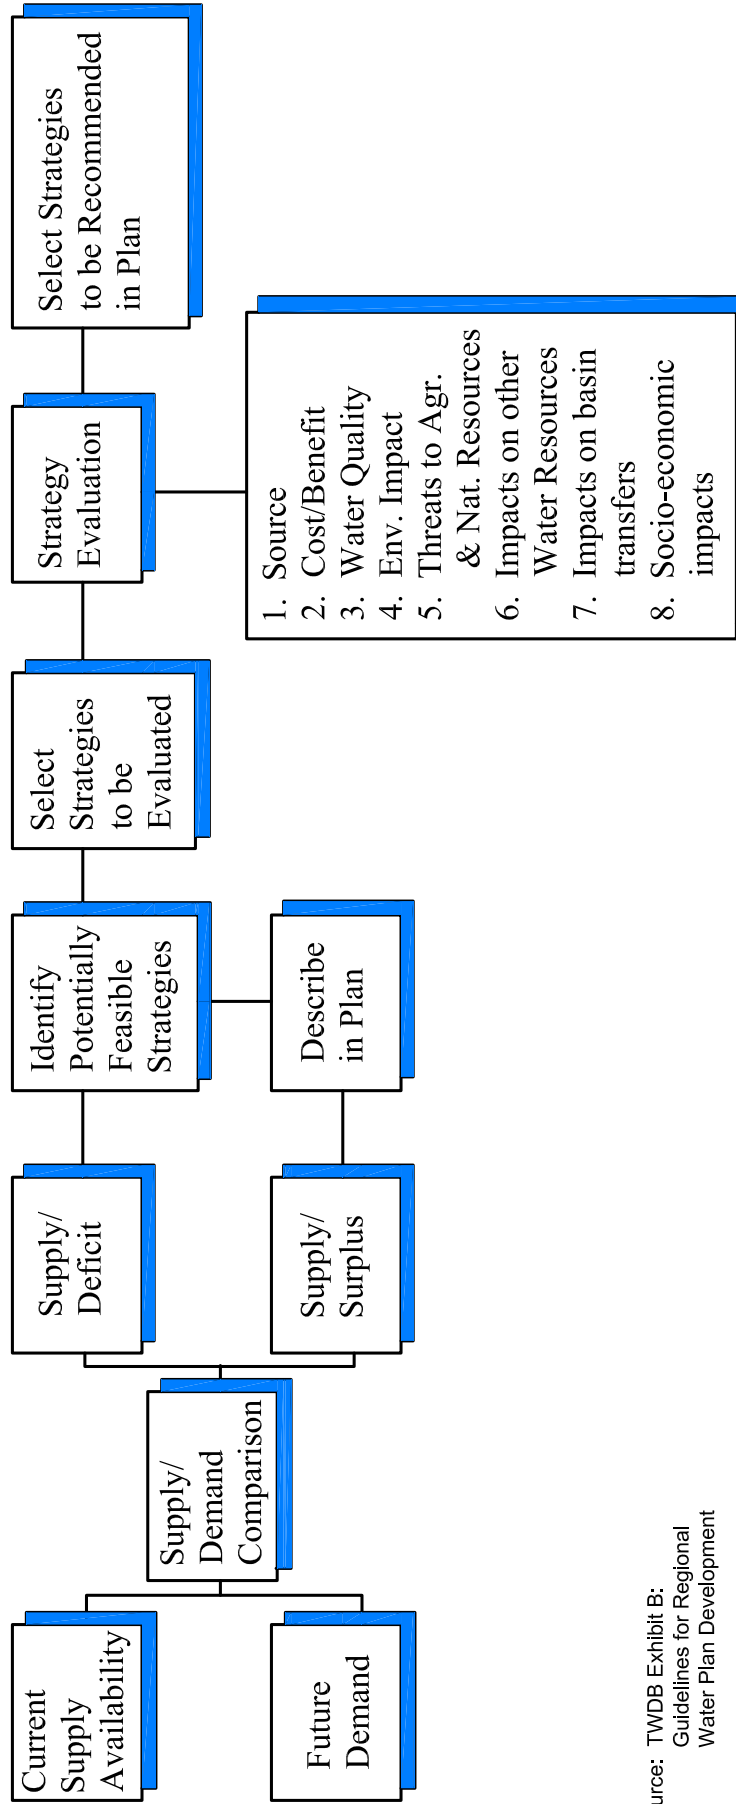 Current
Supply
Availability
Future
Demand
Supply/
Demand
Comparison
Supply/
Deficit
Supply/
Surplus
Identify
Potentially
Feasible
Strategies
Describe
in Plan
Select
Strategies
to be
Evaluated
Strategy
Evaluation
1. Source
2. Cost/Benefit
3. Water Quality
4. Env. Impact
5. Threats to Agr.
& Nat. Resources
6. Impacts on other
Water Resources
7. Impacts on basin
transfers
8. Socio-economic
impacts
Select Strategies
to be Recommended
in Plan
urce: TWDB Exhibit B:
Guidelines for Regional
Water Plan Development